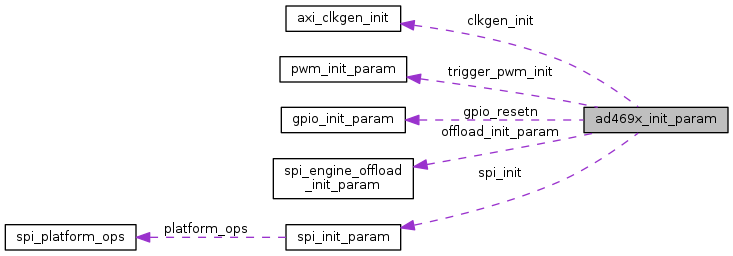 axi_clkgen_init
clkgen_init
pwm_init_param
trigger_pwm_init
gpio_init_param
gpio_resetn
ad469x_init_param
offload_init_param
spi_engine_offload
_init_param
spi_init
spi_platform_ops
platform_ops
spi_init_param